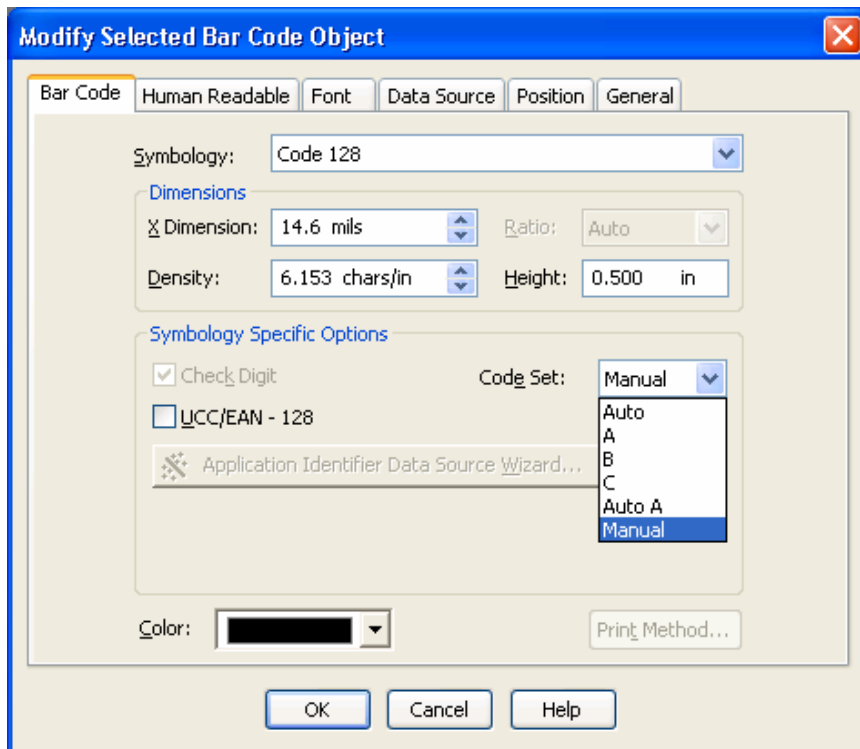 Modify Selected Bar Code Object
Bar Code Human Readable Font Data Source Position General
Symbology: Code 128
Dimensions
X Dimension: 14.6 mils Ratio: Auto
Density: 6.153 chars/in Height: 0.500 in
Symbology Specific Options
Check Digit Code Set: Manual
UCC/EAN - 128
Auto
A
B
Application Identifier Data Source Wizard...
C
Auto A
Manual
Color: Print Method...
OK Cancel Help